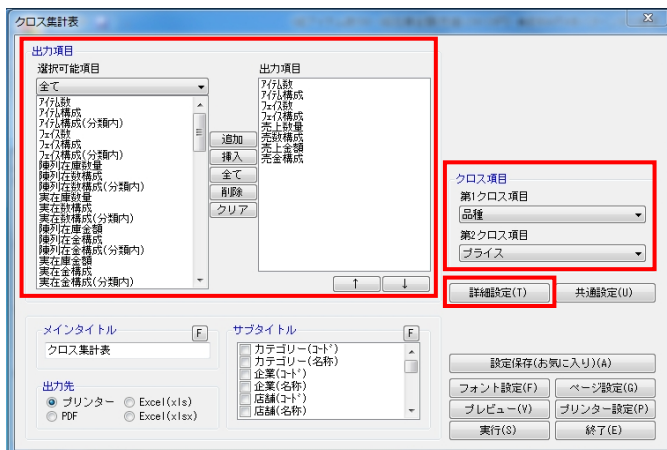 クロス集計表
出力項目
選択可能項目
全て
ｱｲﾃﾑ数
ｱｲﾃﾑ構成
ｱｲﾃﾑ構成(分類内)
ﾌｪｲｽ数
ﾌｪｲｽ構成
ﾌｪｲｽ構成(分類内)
陳列在庫数量
陳列在数構成
陳列在数構成(分類内)
実在庫数量
実在数構成
実在数構成(分類内)
陳列在庫金額
陳列在金構成
陳列在金構成(分類内)
実在庫金額
実在金構成
実在金構成(分類内)
追加
挿入
全て
削除
クリア
出力項目
ｱｲﾃﾑ数
ｱｲﾃﾑ構成
ﾌｪｲｽ数
ﾌｪｲｽ構成
売上数量
売数構成
売上金額
売金構成
↑
↓
クロス項目
第1クロス項目
品種
第2クロス項目
プライス
詳細設定(T)
共通設定(U)
メインタイトル
F
クロス集計表
出力先
プリンター
Excel(xls)
PDF
Excel(xlsx)
サブタイトル
F
カテゴリー(ｺｰﾄﾞ)
カテゴリー(名称)
企業(ｺｰﾄﾞ)
企業(名称)
店舗(ｺｰﾄﾞ)
店舗(名称)
設定保存(お気に入り)(A)
フォント設定(F)
ページ設定(G)
プレビュー(V)
プリンター設定(P)
実行(S)
終了(E)